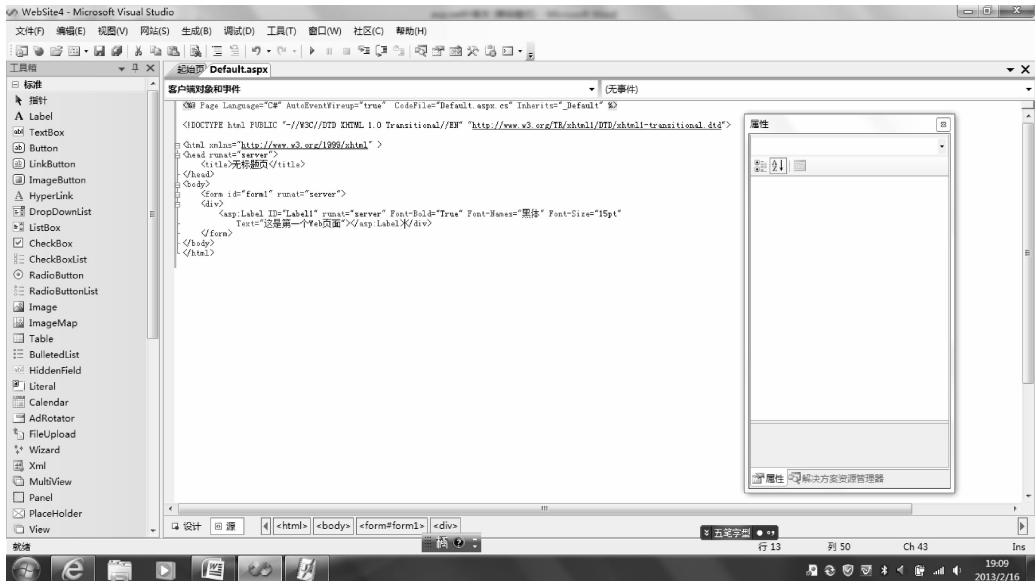 WebSite4 - Microsoft Visual Studio
文件(F) 编辑(E) 视图(V) 网站(S) 生成(B) 调试(D) 工具(T) 窗口(W) 社区(C) 帮助(H)
工具箱
起始页 Default.aspx
标准
客户端对象和事件
(无事件)
指针
A Label
TextBox
Button
LinkButton
ImageButton
HyperLink
DropDownList
ListBox
CheckBox
CheckBoxList
RadioButton
RadioButtonList
Image
ImageMap
Table
BulletedList
HiddenField
Literal
Calendar
AdRotator
FileUpload
Wizard
Xml
MultiView
Panel
PlaceHolder
View
<%@ Page Language="C#" AutoEventWireup="true" CodeFile="Default.aspx.cs" Inherits="_Default" %>
<!DOCTYPE html PUBLIC "-//W3C//DTD XHTML 1.0 Transitional//EN" "http://www.w3.org/TR/xhtml1/DTD/xhtml1-transitional.dtd">
<html xmlns="http://www.w3.org/1999/xhtml" >
<head runat="server">
<title>无标题页</title>
</head>
<body>
<form id="form1" runat="server">
<div>
<asp:Label ID="Label1" runat="server" Font-Bold="True" Font-Names="黑体" Font-Size="15pt"
Text="这是第一个Web页面"></asp:Label></div>
</form>
</body>
</html>
属性
属性 解决方案资源管理器
设计 源 <html> <body> <form#form1> <div>
五笔字型
就绪
行 13 列 50 Ch 43 Ins
19:09
2013/2/16